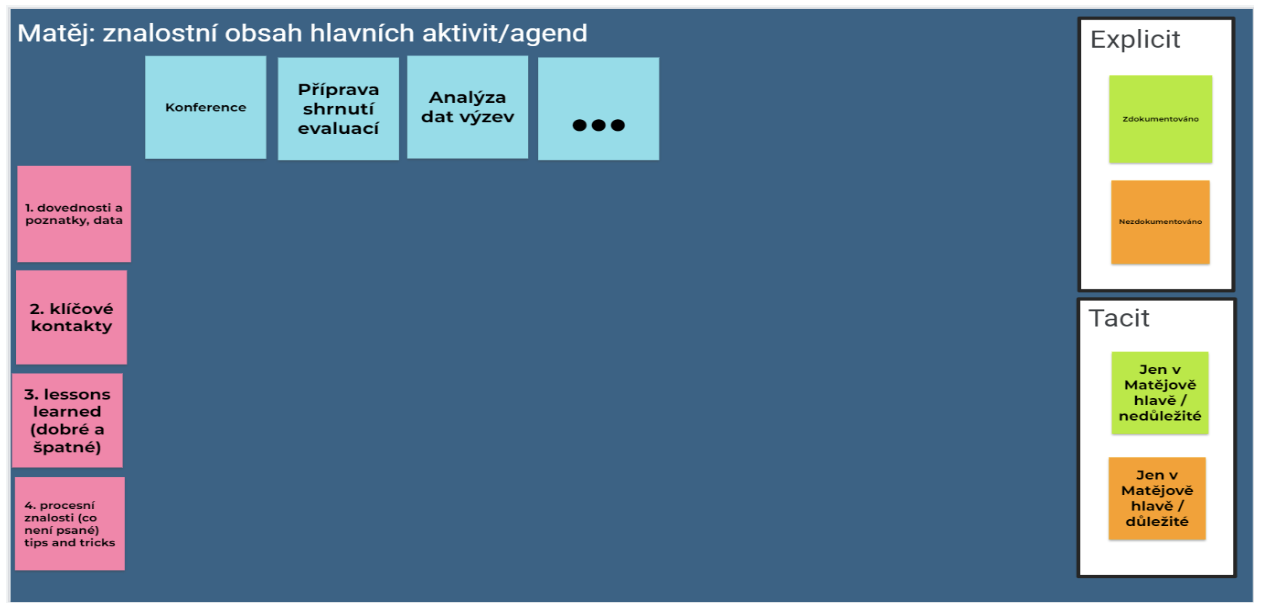 Matěj: znalostní obsah hlavních aktivit/agend
Konference
Příprava
shrnutí
evaluací
Analýza
dat výzev
...
1. dovednosti a
poznatky, data
2. klíčové
kontakty
3. lessons
learned
(dobré a
špatné)
4. procesní
znalosti (co
není psané)
tips and tricks
Explicit
Zdokumentováno
Nezdokumentováno
Tacit
Jen v
Matějově
hlavě /
nedůležité
Jen v
Matějově
hlavě /
důležité